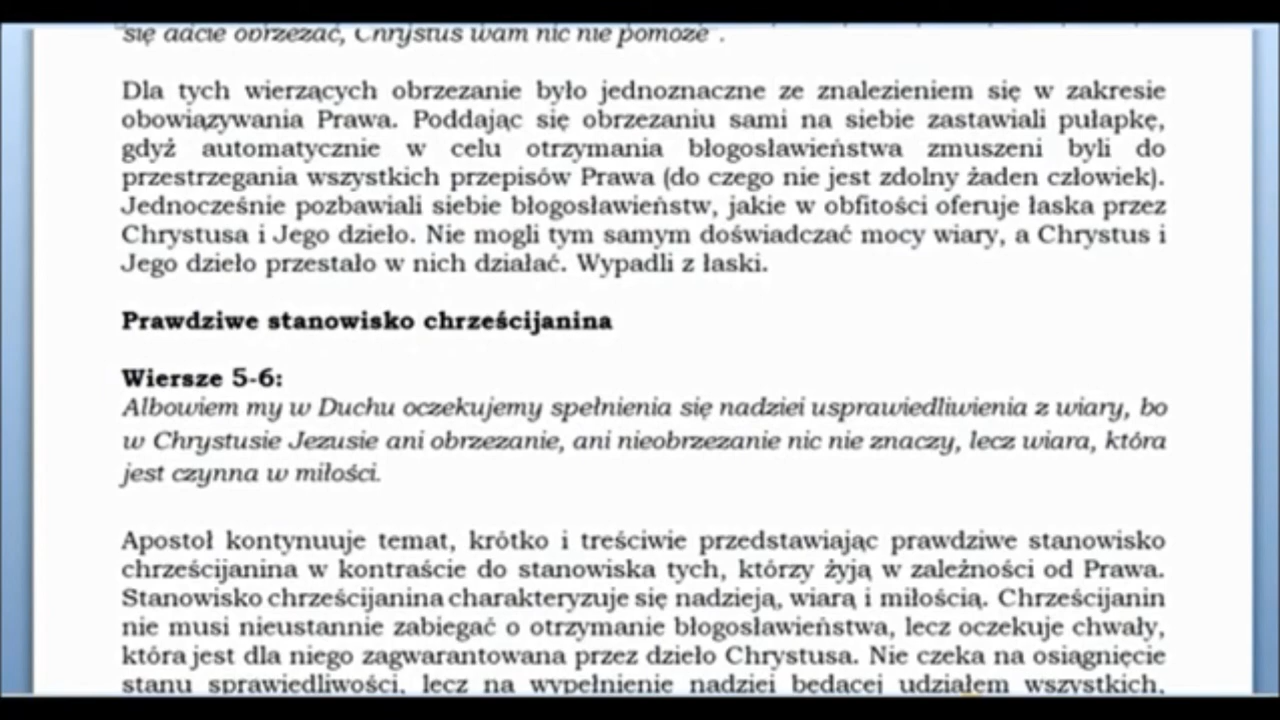 się dacie obrzezać, Chrystus wam nic nie pomoże".
Dla tych wierzących obrzezanie było jednoznaczne ze znalezieniem się w zakresie
obowiązywania Prawa. Poddając się obrzezaniu sami na siebie zastawiali pułapkę,
gdyż automatycznie w celu otrzymania błogosławieństwa zmuszeni byli do
przestrzegania wszystkich przepisów Prawa (do czego nie jest zdolny żaden człowiek).
Jednocześnie pozbawiali siebie błogosławieństw, jakie w obfitości oferuje łaska przez
Chrystusa i Jego dzieło. Nie mogli tym samym doświadczać mocy wiary, a Chrystus i
Jego dzieło przestało w nich działać. Wypadli z łaski.
Prawdziwe stanowisko chrześcijanina
Wiersze 5-6:
Albowiem my w Duchu oczekujemy spełnienia się nadziei usprawiedliwienia z wiary, bo
w Chrystusie Jezusie ani obrzezanie, ani nieobrzezanie nic nie znaczy, lecz wiara, która
jest czynna w miłości.
Apostoł kontynuuje temat, krótko i treściwie przedstawiając prawdziwe stanowisko
chrześcijanina w kontraście do stanowiska tych, którzy żyją w zależności od Prawa.
Stanowisko chrześcijanina charakteryzuje się nadzieją, wiarą i miłością. Chrześcijanin
nie musi nieustannie zabiegać o otrzymanie błogosławieństwa, lecz oczekuje chwały,
która jest dla niego zagwarantowana przez dzieło Chrystusa. Nie czeka na osiągnięcie
stanu sprawiedliwości, lecz na wypełnienie nadziei będącej udziałem wszystkich,